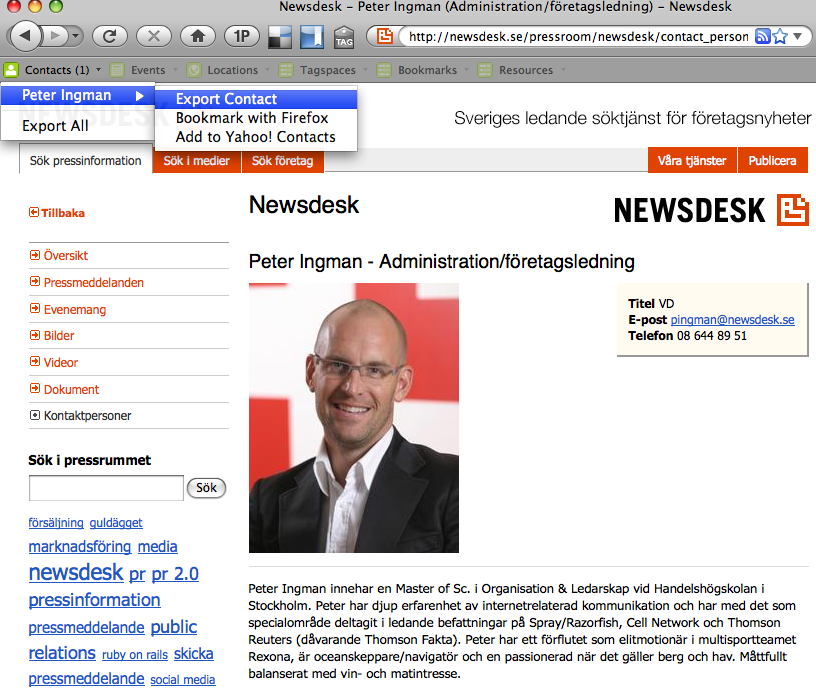 Newsdesk – Peter Ingman (Administration/företagsledning) – Newsdesk
1P TAG http://newsdesk.se/pressroom/newsdesk/contact_person
Contacts (1) Events Locations Tagspaces Bookmarks Resources
Peter Ingman
Export All
Export Contact
Bookmark with Firefox
Add to Yahoo! Contacts
Sveriges ledande söktjänst för företagsnyheter
Sök pressinformation Sök i medier Sök företag Våra tjänster Publicera
Tillbaka
Översikt
Pressmeddelanden
Evenemang
Bilder
Videor
Dokument
Kontaktpersoner
Sök i pressrummet
Sök
försäljning guldägget
marknadsföring media
newsdesk pr pr 2.0
pressinformation
pressmeddelande public
relations ruby on rails skicka
pressmeddelande social media
Newsdesk
NEWSDESK
Peter Ingman - Administration/företagsledning
Titel VD
E-post pingman@newsdesk.se
Telefon 08 644 89 51
Peter Ingman innehar en Master of Sc. i Organisation & Ledarskap vid Handelshögskolan i
Stockholm. Peter har djup erfarenhet av internetrelaterad kommunikation och har med det som
specialområde deltagit i ledande befattningar på Spray/Razorfish, Cell Network och Thomson
Reuters (dåvarande Thomson Fakta). Peter har ett förflutet som elitmotionär i multisportteamet
Rexona, är oceanskeppare/navigatör och en passionerad när det gäller berg och hav. Måttfullt
balanserat med vin- och matintresse.